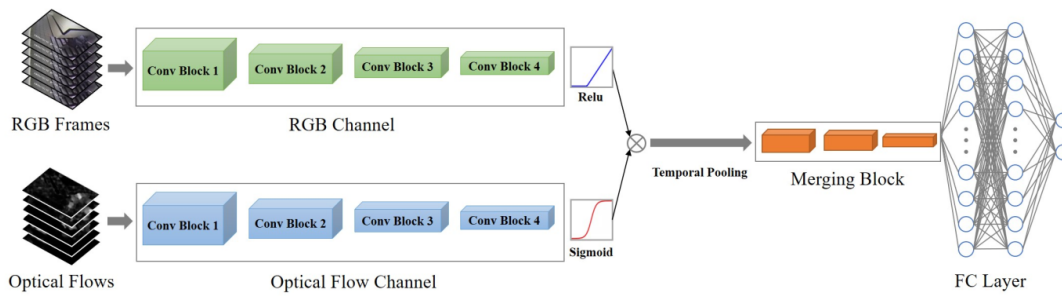 Conv Block 1
Conv Block 2
Conv Block 3
Conv Block 4
Relu
RGB Frames
RGB Channel
Temporal Pooling
Merging Block
Conv Block 1
Conv Block 2
Conv Block 3
Conv Block 4
Sigmoid
Optical Flows
Optical Flow Channel
FC Layer